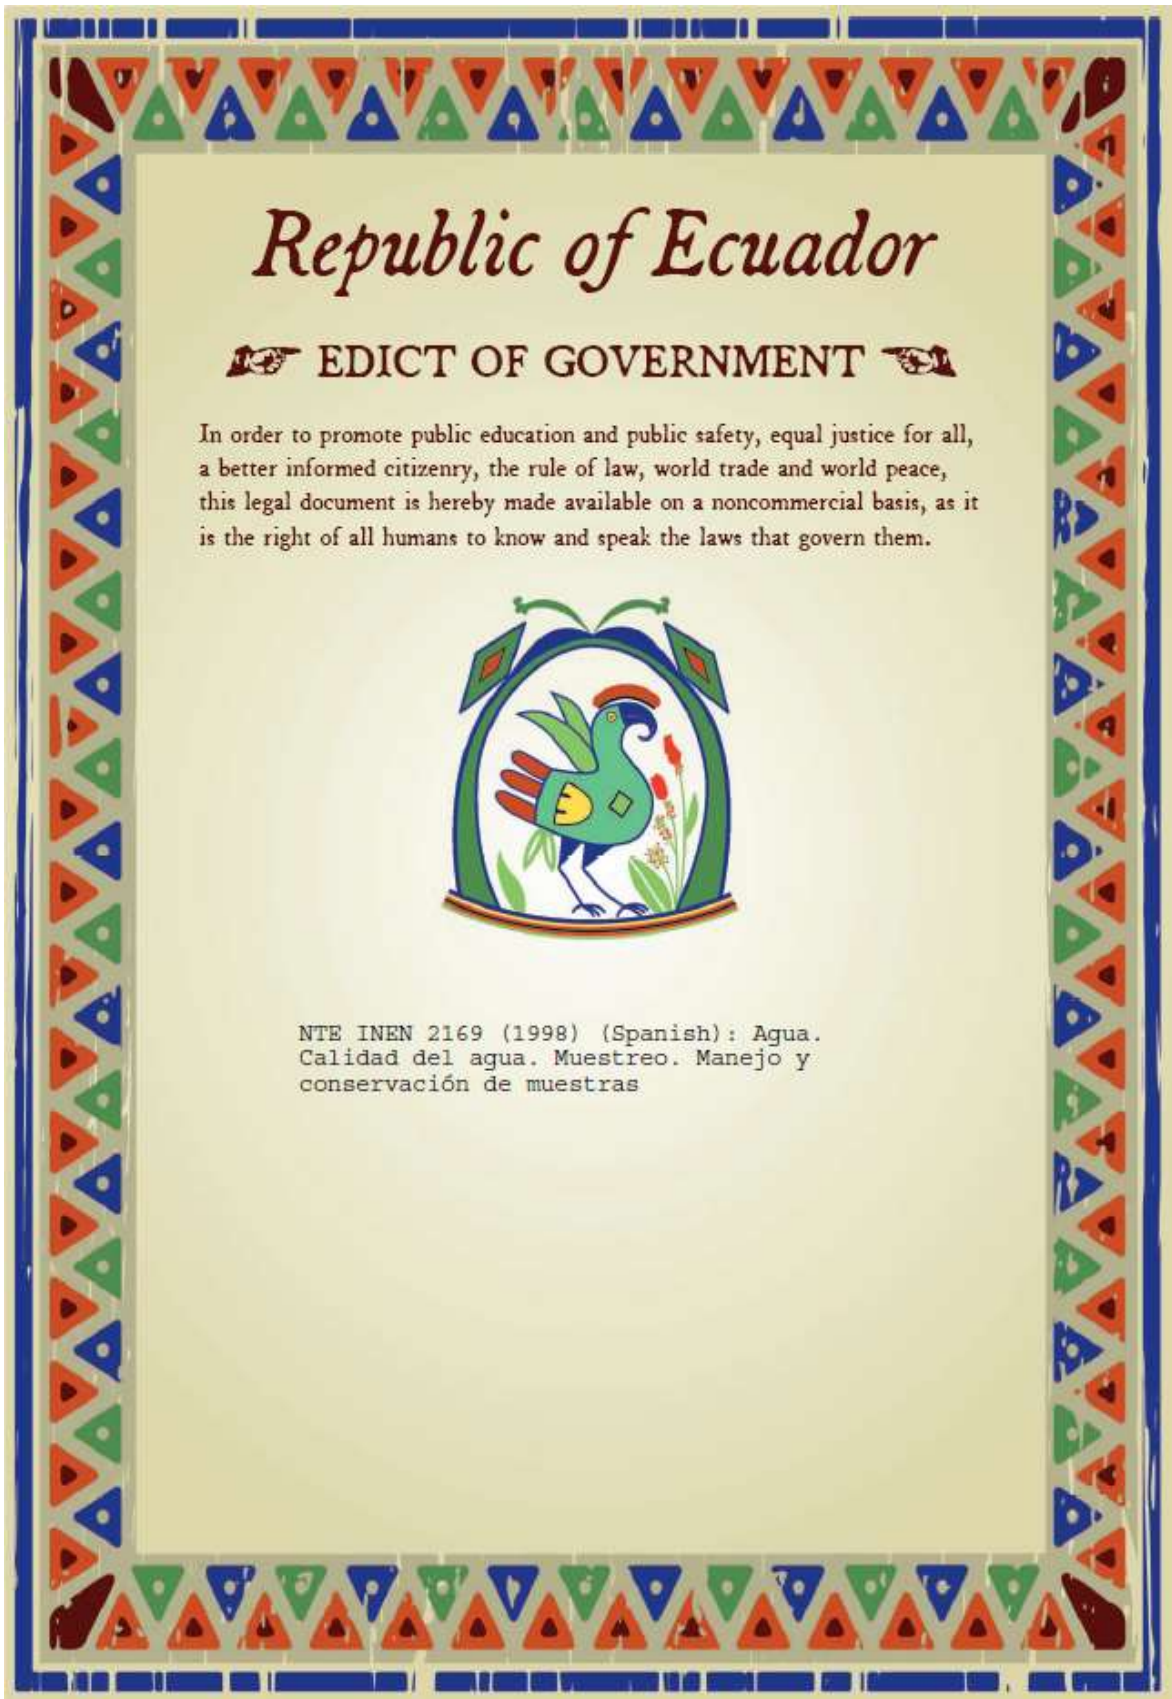 Republic of Ecuador
EDICT OF GOVERNMENT
In order to promote public education and public safety, equal justice for all,
a better informed citizenry, the rule of law, world trade and world peace,
this legal document is hereby made available on a noncommercial basis, as it
is the right of all humans to know and speak the laws that govern them.
NTE INEN 2169 (1998) (Spanish): Agua.
Calidad del agua. Muestreo. Manejo y
conservación de muestras